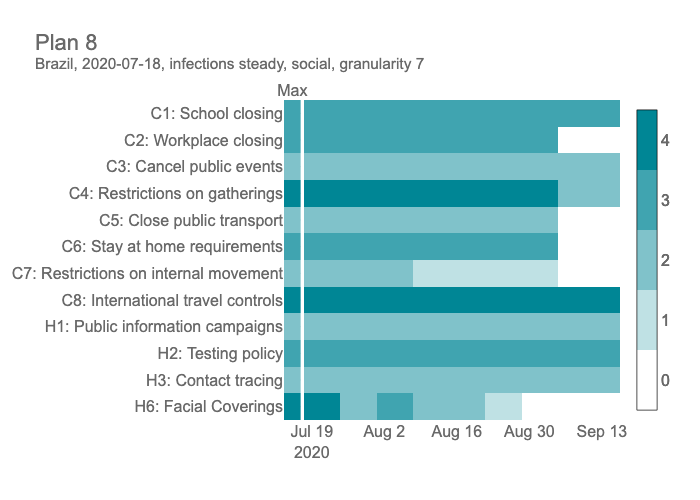 Plan 8
Brazil, 2020-07-18, infections steady, social, granularity 7
Max
C1: School closing
C2: Workplace closing
C3: Cancel public events
C4: Restrictions on gatherings
C5: Close public transport
C6: Stay at home requirements
C7: Restrictions on internal movement
C8: International travel controls
H1: Public information campaigns
H2: Testing policy
H3: Contact tracing
H6: Facial Coverings
4
3
2
1
0
Jul 19 Aug 2 Aug 16 Aug 30 Sep 13
2020